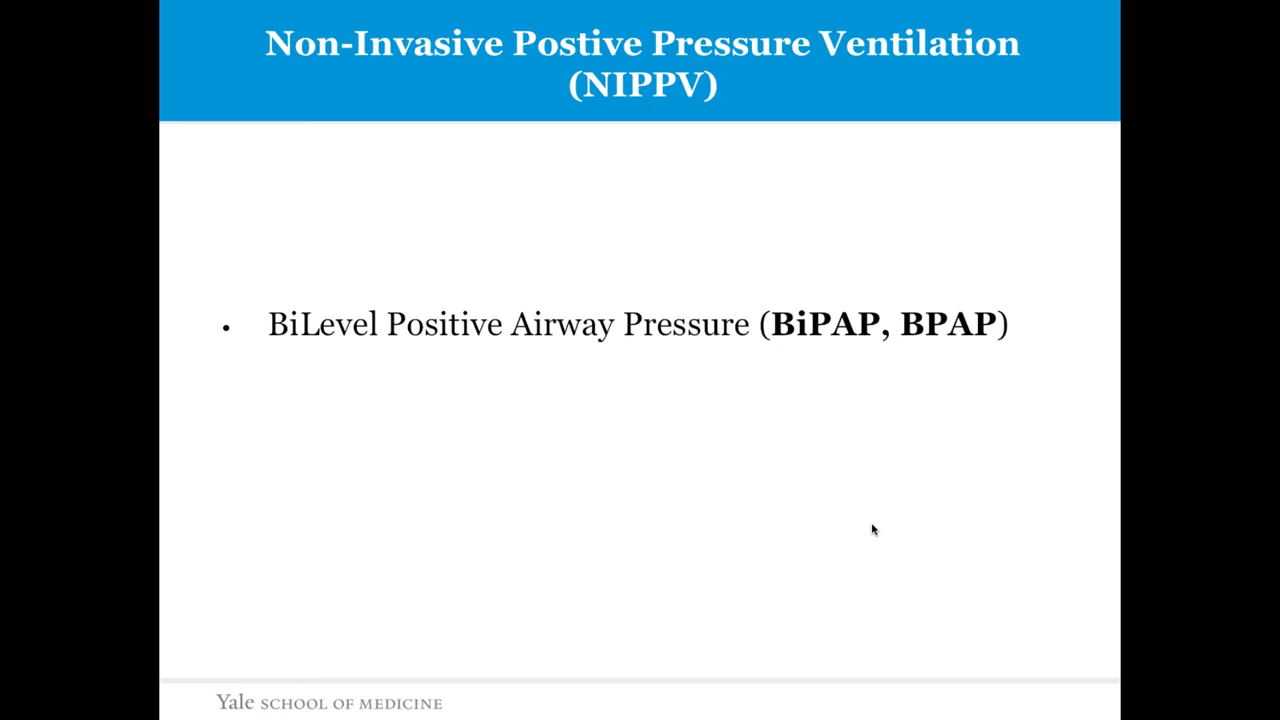 Non-Invasive Postive Pressure Ventilation
(NIPPV)
• BiLevel Positive Airway Pressure (BiPAP, BPAP)
Yale SCHOOL OF MEDICINE